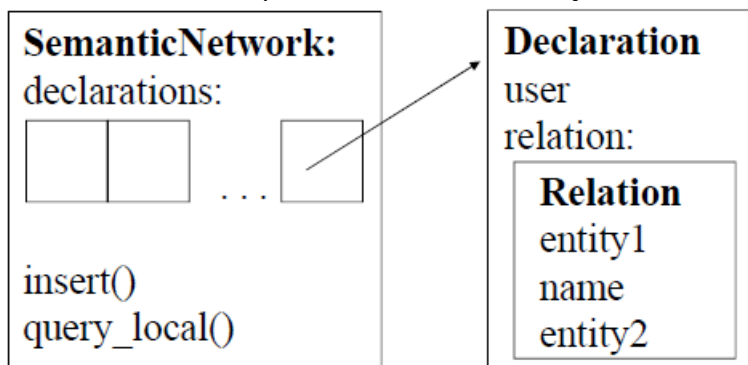 SemanticNetwork:
declarations:
. . .
insert()
query_local()
Declaration
user
relation:
Relation
entity1
name
entity2